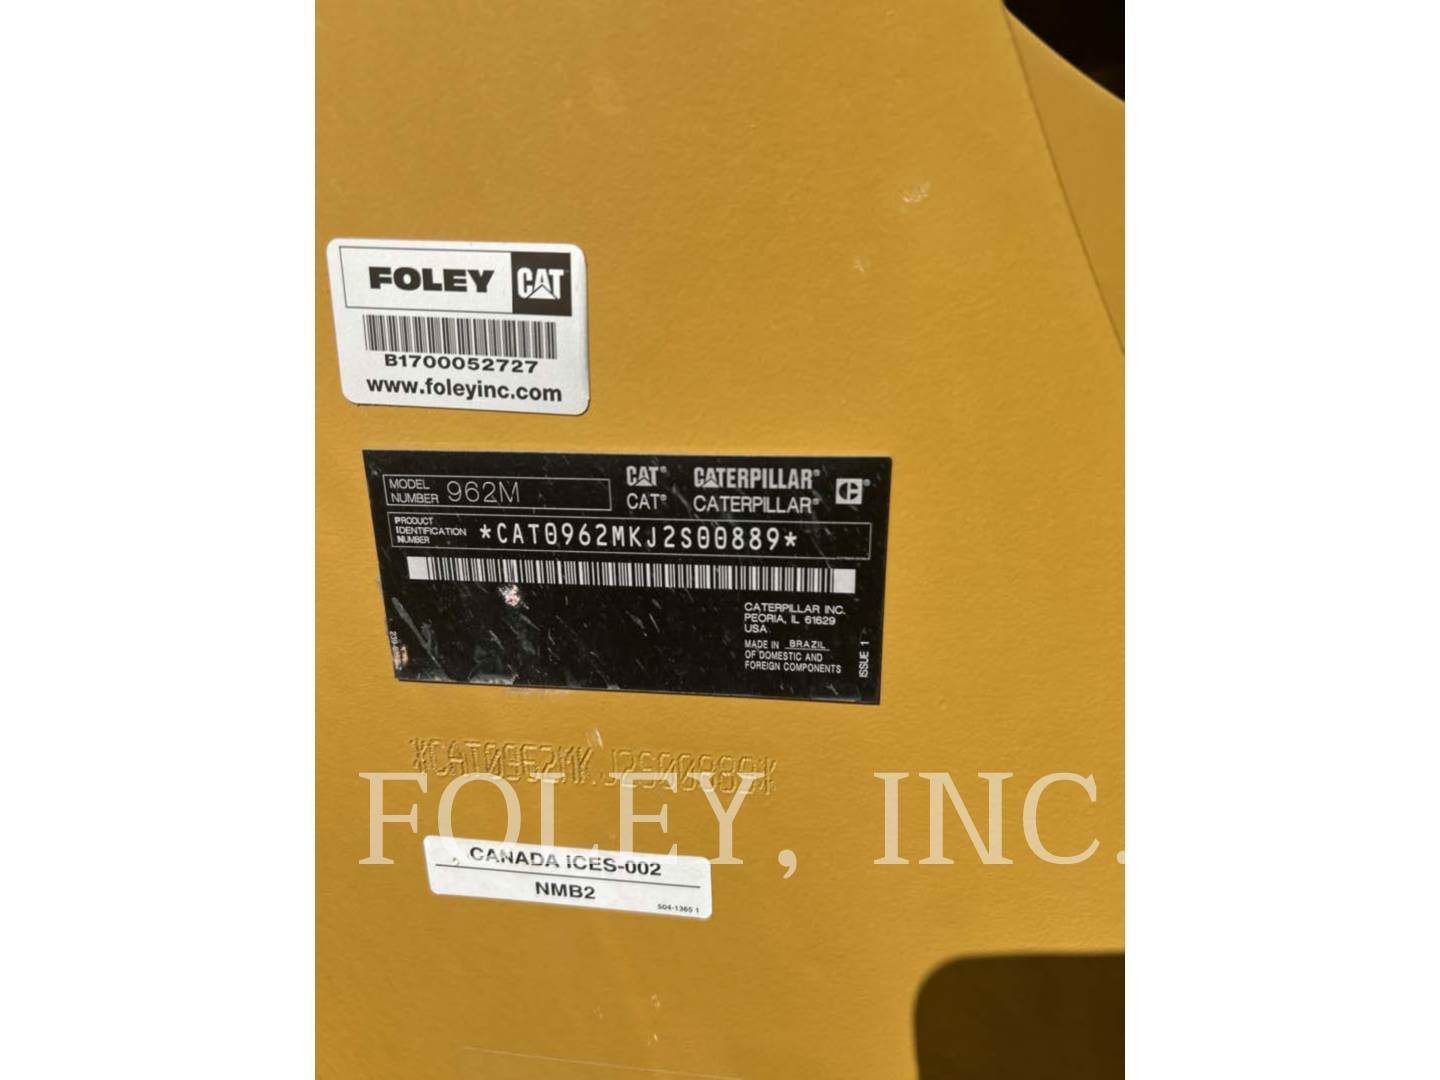 FOLEY CAT
B1700052727
www.foleyinc.com
MODEL NUMBER 962M
CAT® CATERPILLAR® C®
CAT® CATERPILLAR®
PRODUCT IDENTIFICATION NUMBER *CAT0962MKJ2S00889*
CATERPILLAR INC.
PEORIA, IL 61629
USA
MADE IN BRAZIL
OF DOMESTIC AND
FOREIGN COMPONENTS
ISSUE 1
*CAT0962MKJ2S00889*
FOLEY, INC.
CANADA ICES-002
NMB2
504-1365 1